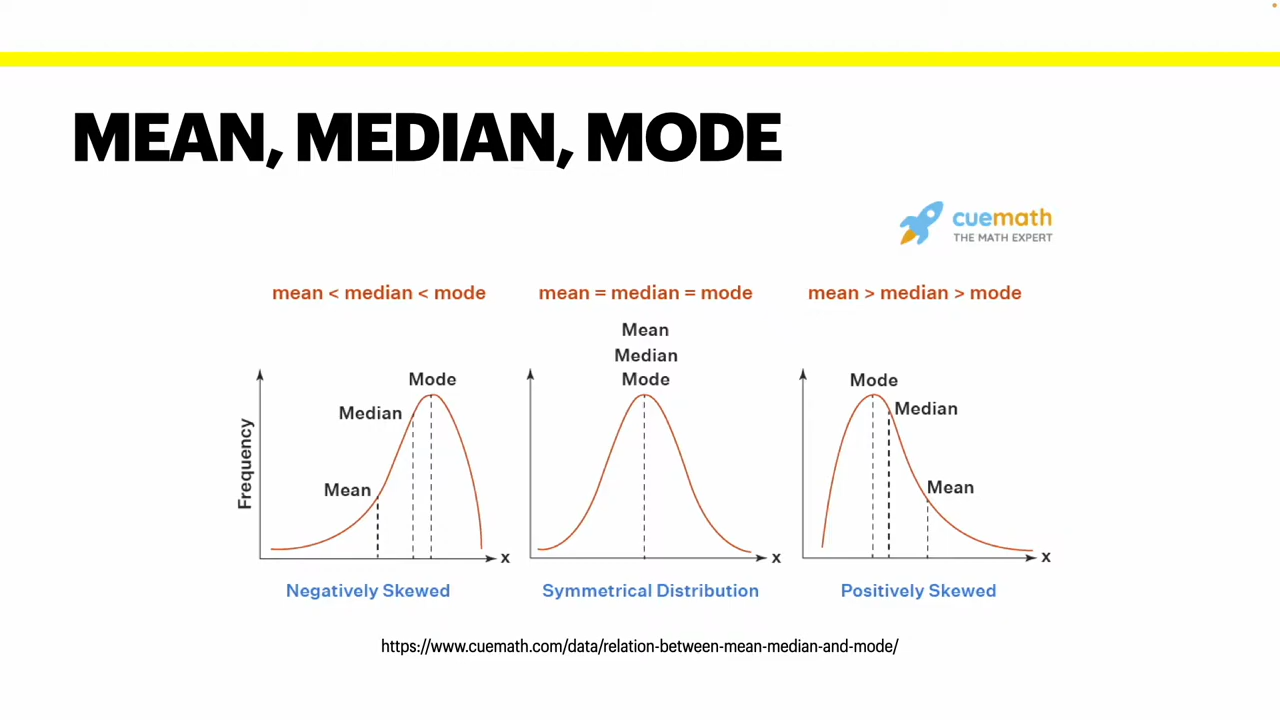 MEAN, MEDIAN, MODE
cuemath
THE MATH EXPERT
mean < median < mode
Mode
Median
Mean
Frequency
x
Negatively Skewed
mean = median = mode
Mean
Median
Mode
x
Symmetrical Distribution
mean > median > mode
Mode
Median
Mean
x
Positively Skewed
https://www.cuemath.com/data/relation-between-mean-median-and-mode/